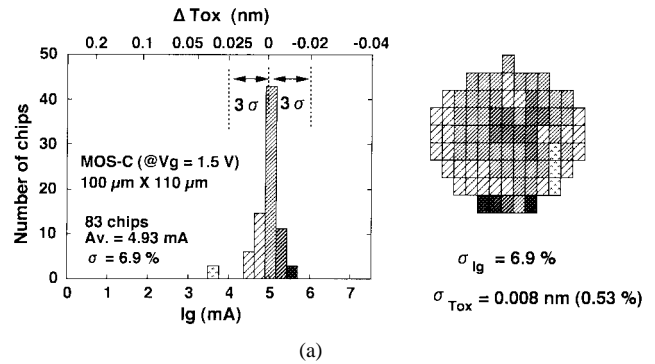 Δ Tox (nm)
0.2 0.1 0.05 0.025 0 -0.02 -0.04
50
40
30
20
10
0
Number of chips
3 σ 3 σ
MOS-C (@Vg = 1.5 V)
100 µm X 110 µm
83 chips
Av. = 4.93 mA
σ = 6.9 %
0 1 2 3 4 5 6 7
Ig (mA)
σ Ig = 6.9 %
σ Tox = 0.008 nm (0.53 %)
(a)